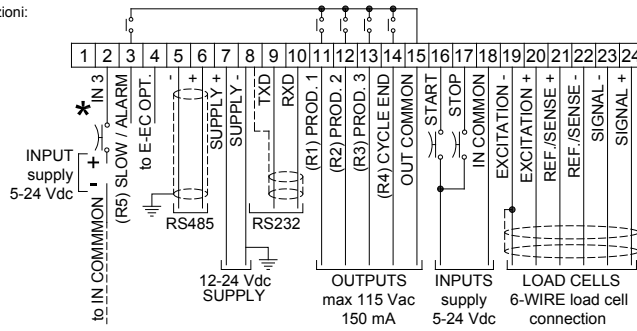 zioni:
1 2 3 4 5 6 7 8 9 10 11 12 13 14 15 16 17 18 19 20 21 22 23 24
*
IN 3
(R5) SLOW / ALARM
to E-EC OPT.
-
+
SUPPLY +
SUPPLY -
TXD
RXD
(R1) PROD. 1
(R2) PROD. 2
(R3) PROD. 3
(R4) CYCLE END
OUT COMMON
START
STOP
IN COMMON
EXCITATION -
EXCITATION +
REF./SENSE +
REF./SENSE -
SIGNAL -
SIGNAL +
INPUT
supply
5-24 Vdc
+
-
to IN COMMMON
RS485
RS232
12-24 Vdc
SUPPLY
OUTPUTS
max 115 Vac
150 mA
INPUTS
supply
5-24 Vdc
LOAD CELLS
6-WIRE load cell
connection